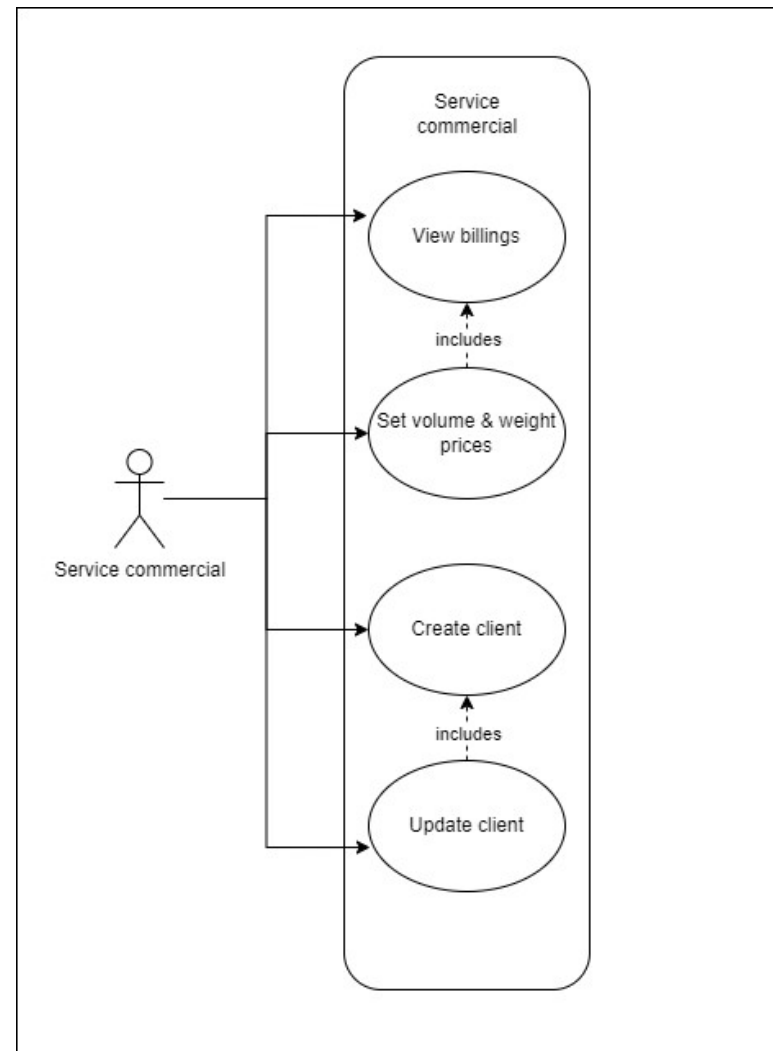 Service
commercial
View billings
includes
Set volume & weight
prices
Service commercial
Create client
includes
Update client